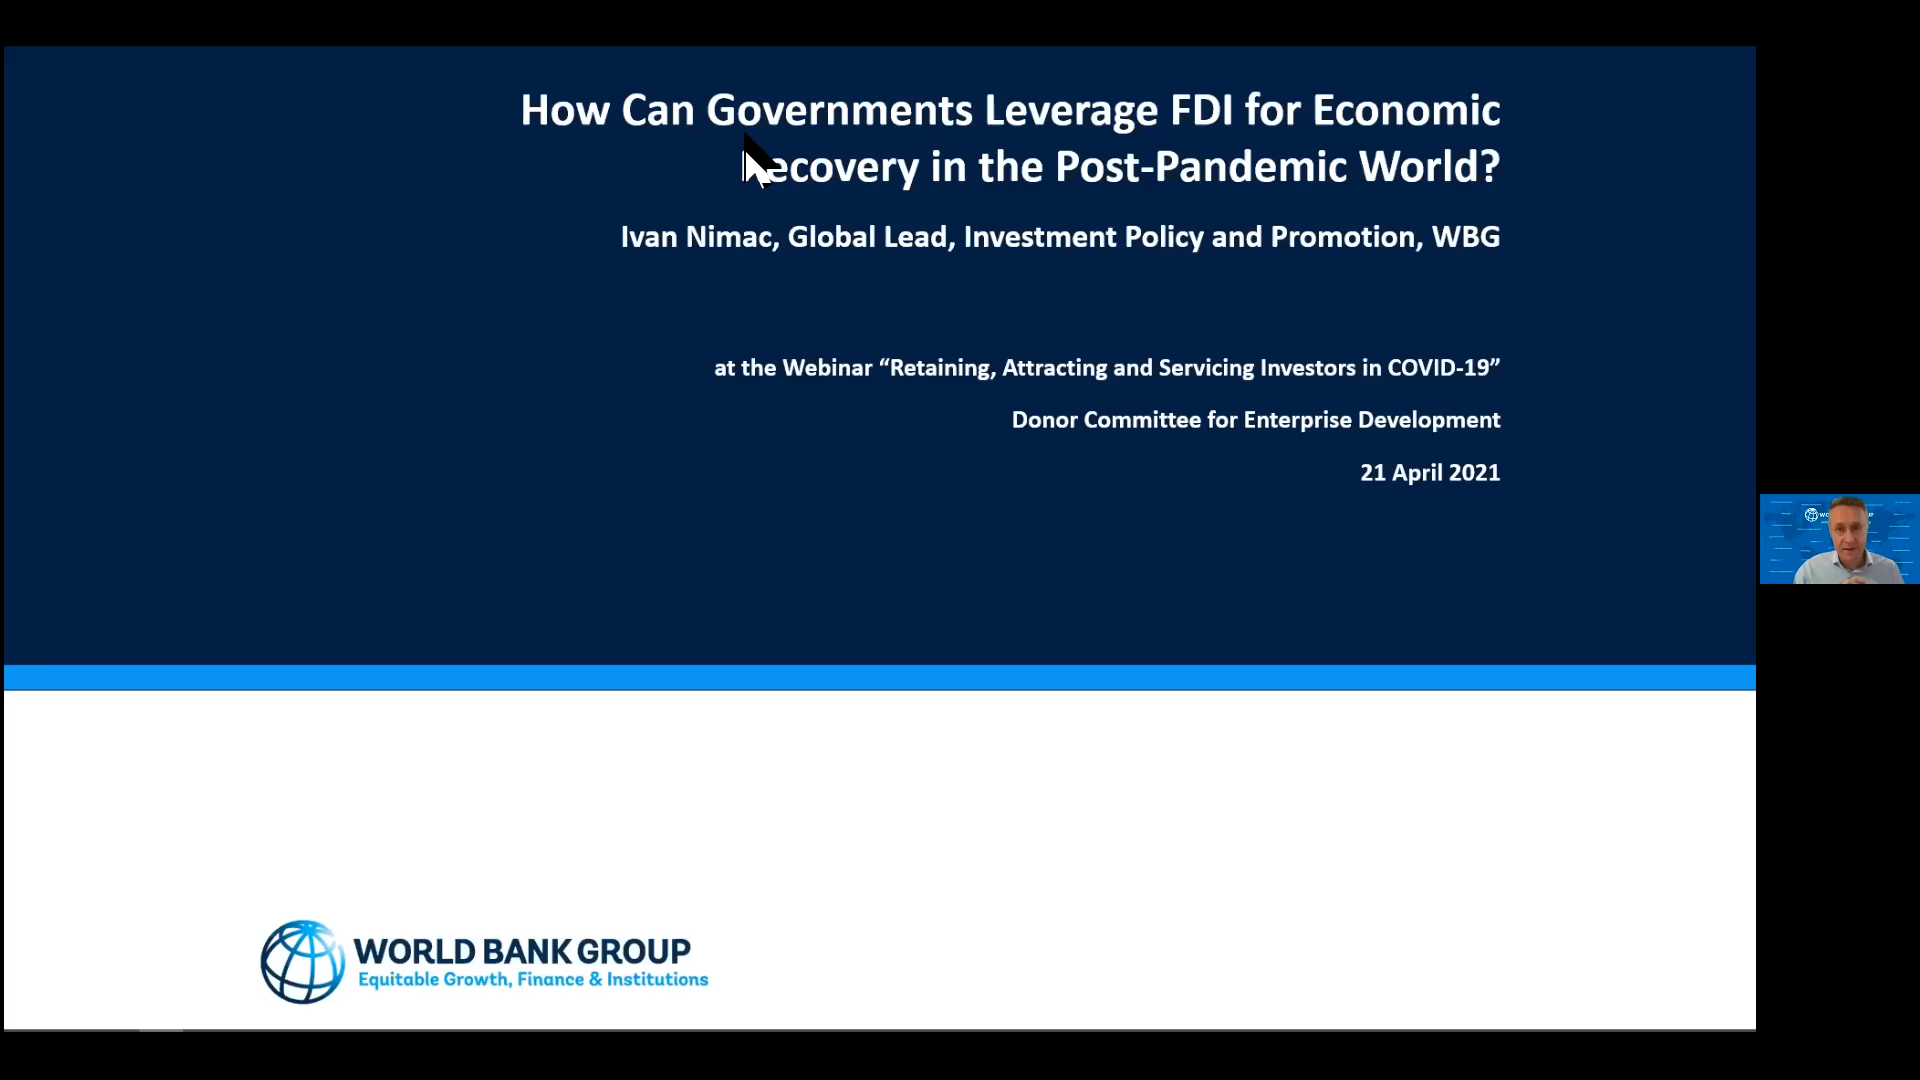 How Can Governments Leverage FDI for Economic
ecovery in the Post-Pandemic World?
Ivan Nimac, Global Lead, Investment Policy and Promotion, WBG
at the Webinar “Retaining, Attracting and Servicing Investors in COVID-19”
Donor Committee for Enterprise Development
21 April 2021
WORLD BANK GROUP
Equitable Growth, Finance & Institutions